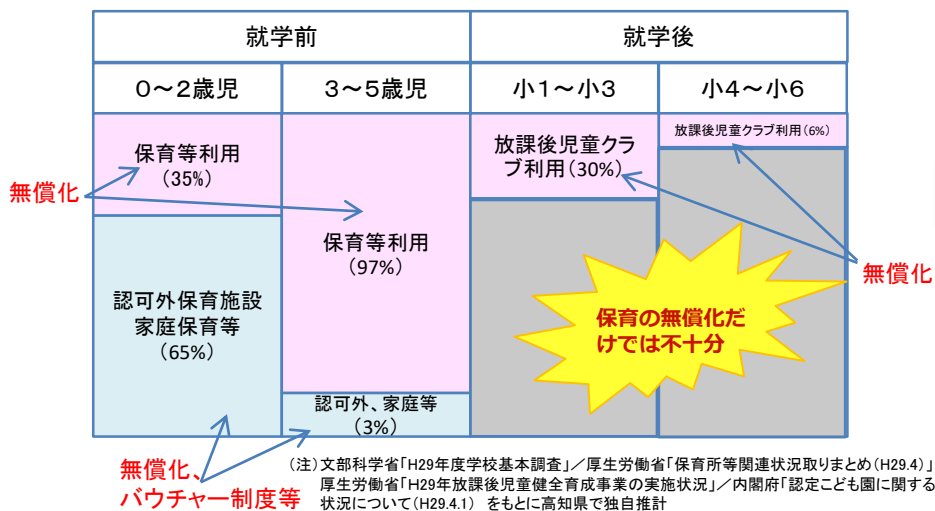 就学前
就学後
0~2歳児
3~5歳児
小1~小3
小4~小6
保育等利用
(35%)
保育等利用
(97%)
放課後児童クラ
ブ利用(30%)
放課後児童クラブ利用(6%)
無償化
認可外保育施設
家庭保育等
(65%)
認可外、家庭等
(3%)
保育の無償化だ
けでは不十分
無償化
無償化、
バウチャー制度等
(注)文部科学省「H29年度学校基本調査」/厚生労働省「保育所等関連状況取りまとめ(H29.4)」
厚生労働省「H29年放課後児童健全育成事業の実施状況」/内閣府「認定こども園に関する
状況について(H29.4.1) をもとに高知県で独自推計